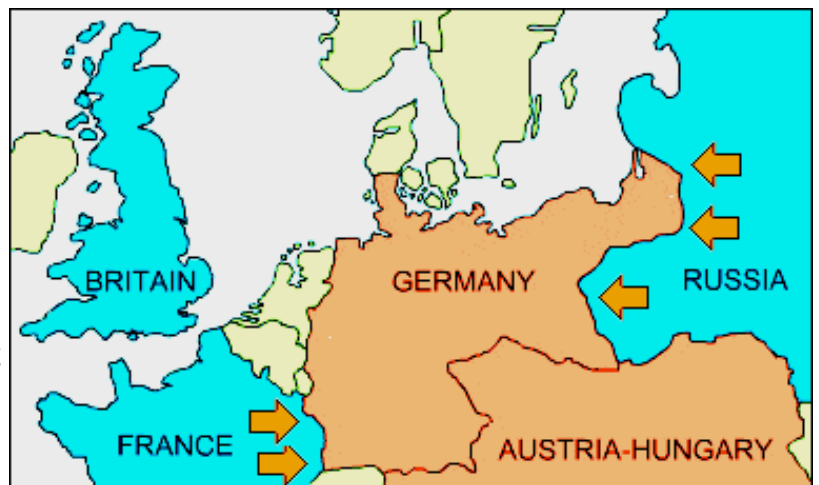 BRITAIN
GERMANY
RUSSIA
FRANCE
AUSTRIA-HUNGARY